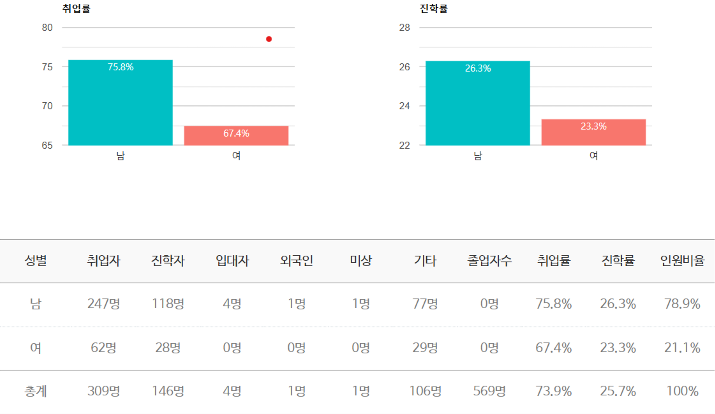 취업률
80
75
70
65
75.8%
67.4%
남 여
진학률
28
26
24
22
26.3%
23.3%
남 여
성별 취업자 진학자 입대자 외국인 미상 기타 졸업자수 취업률 진학률 인원비율
남 247명 118명 4명 1명 1명 77명 0명 75.8% 26.3% 78.9%
여 62명 28명 0명 0명 0명 29명 0명 67.4% 23.3% 21.1%
총계 309명 146명 4명 1명 1명 106명 569명 73.9% 25.7% 100%